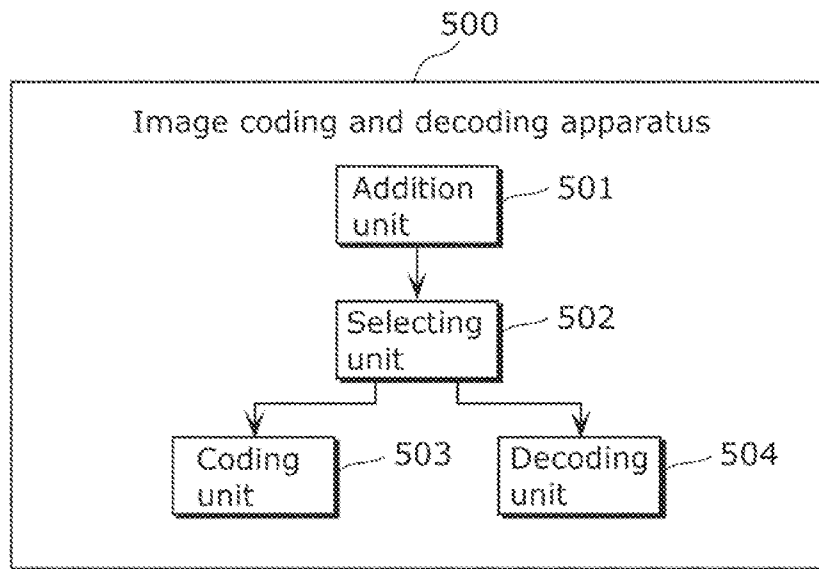 500
Image coding and decoding apparatus
Addition
unit
501
Selecting
unit
502
Coding
unit
503
Decoding
unit
504